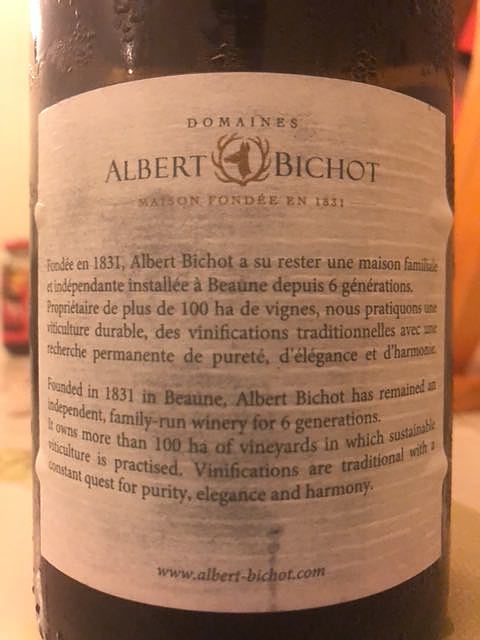 DOMAINES
ALBERT BICHOT
MAISON FONDÉE EN 1831
Fondée en 1831, Albert Bichot a su rester une maison familiale
et indépendante installée à Beaune depuis 6 générations.
Propriétaire de plus de 100 ha de vignes, nous pratiquons une
viticulture durable, des vinifications traditionnelles avec une
recherche permanente de pureté, d'élégance et d'harmonie.
Founded in 1831 in Beaune, Albert Bichot has remained an
independent, family-run winery for 6 generations.
It owns more than 100 ha of vineyards in which sustainable
viticulture is practised. Vinifications are traditional with a
constant quest for purity, elegance and harmony.
www.albert-bichot.com